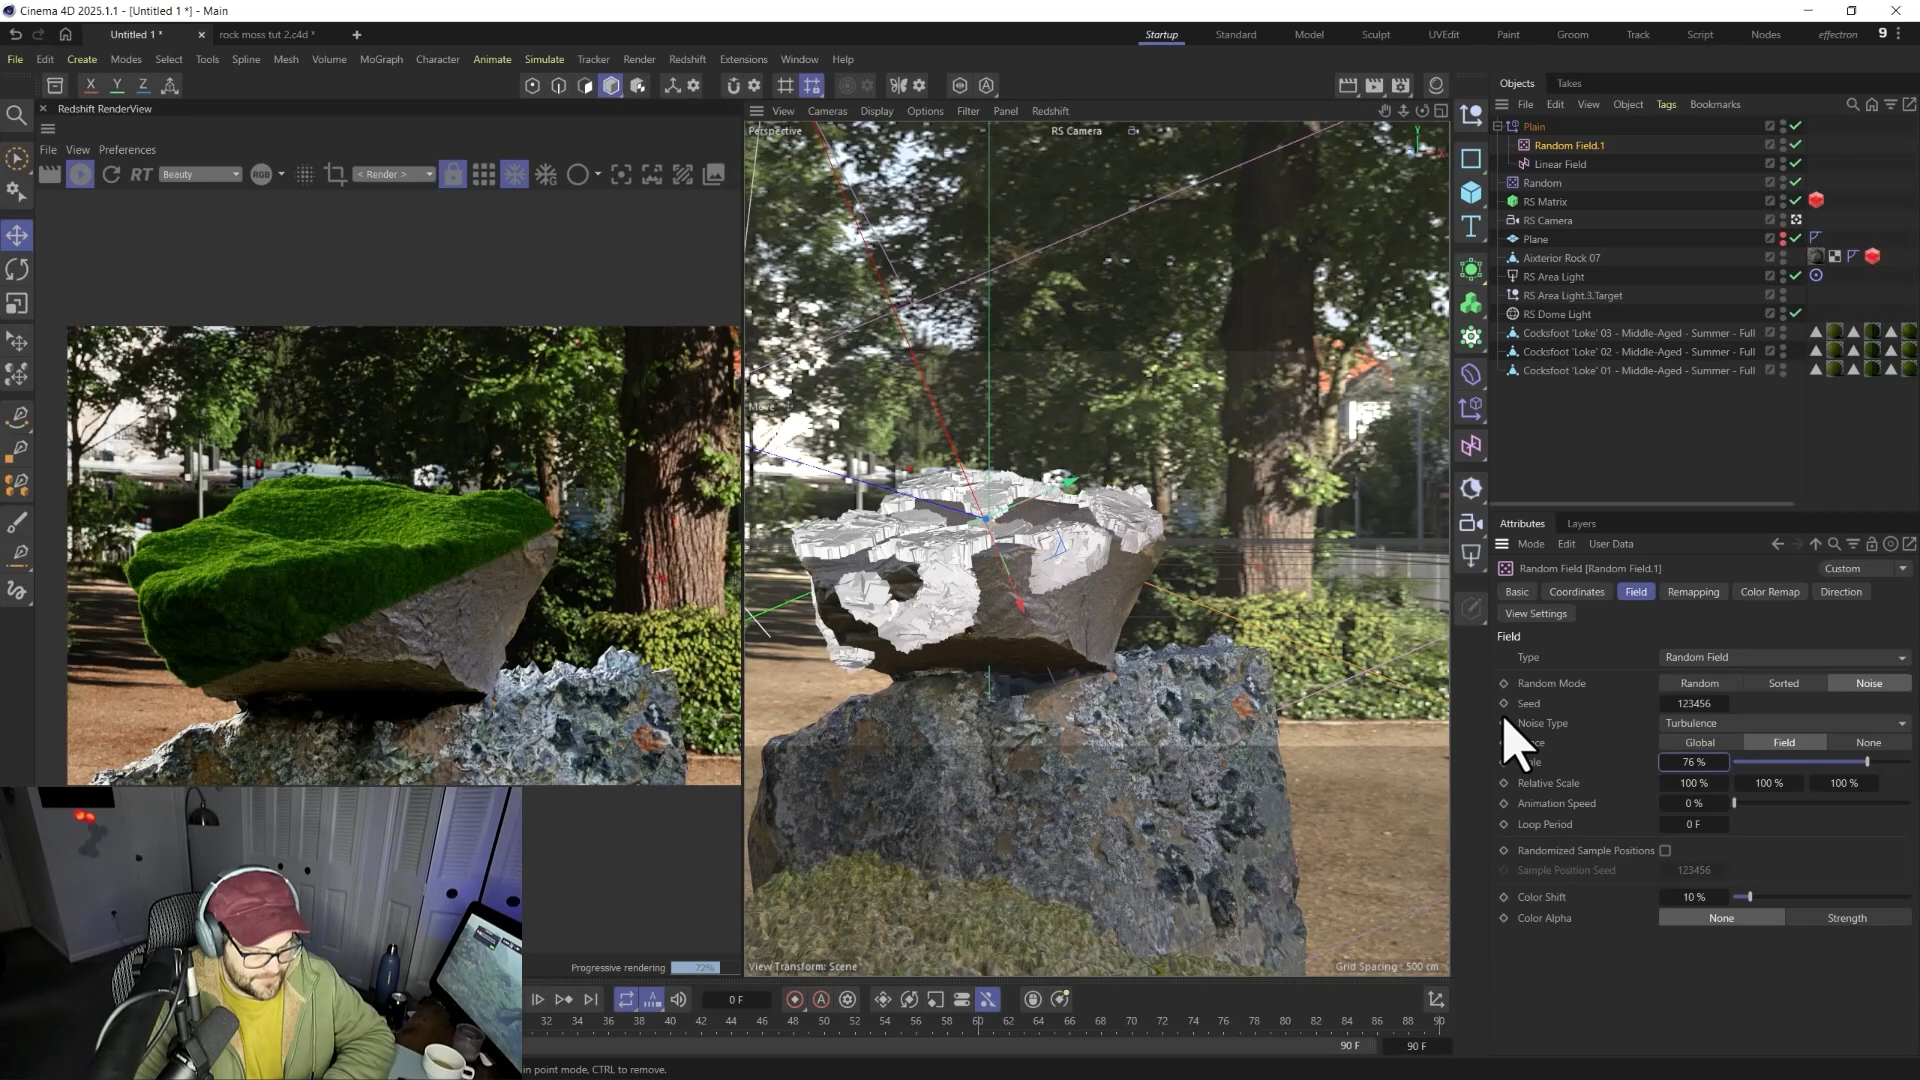 Cinema 4D 2025.1.1 - [Untitled 1 *] - Main
Untitled 1 *
rock moss tut 2.c4d *
Startup Standard Model Sculpt UVEdit Paint Groom Track Script Nodes effectron 9
File Edit Create Modes Select Tools Spline Mesh Volume MoGraph Character Animate Simulate Tracker Render Redshift Extensions Window Help
X Y Z
Redshift RenderView
File View Preferences
RT Beauty RGB < Render >
View Cameras Display Options Filter Panel Redshift
Perspective
RS Camera
Y
Move
View Transform: Scene
Grid Spacing : 500 cm
Progressive rendering 72%
Objects Takes
File Edit View Object Tags Bookmarks
Plain
Random Field.1
Linear Field
Random
RS Matrix
RS Camera
Plane
Aixterior Rock 07
RS Area Light
RS Area Light.3.Target
RS Dome Light
Cocksfoot 'Loke' 03 - Middle-Aged - Summer - Full
Cocksfoot 'Loke' 02 - Middle-Aged - Summer - Full
Cocksfoot 'Loke' 01 - Middle-Aged - Summer - Full
Attributes Layers
Mode Edit User Data
Random Field [Random Field.1]
Custom
Basic Coordinates Field Remapping Color Remap Direction
View Settings
Field
Type Random Field
Random Mode Random Sorted Noise
Seed 123456
Noise Type Turbulence
Global Field None
76 %
Relative Scale 100 % 100 % 100 %
Animation Speed 0 %
Loop Period 0 F
Randomized Sample Positions
Sample Position Seed 123456
Color Shift 10 %
Color Alpha None Strength
0 F
32 34 36 38 40 42 44 46 48 50 52 54 56 58 60 62 64 66 68 70 72 74 76 78 80 82 84 86 88 90
90 F 90 F
in point mode, CTRL to remove.